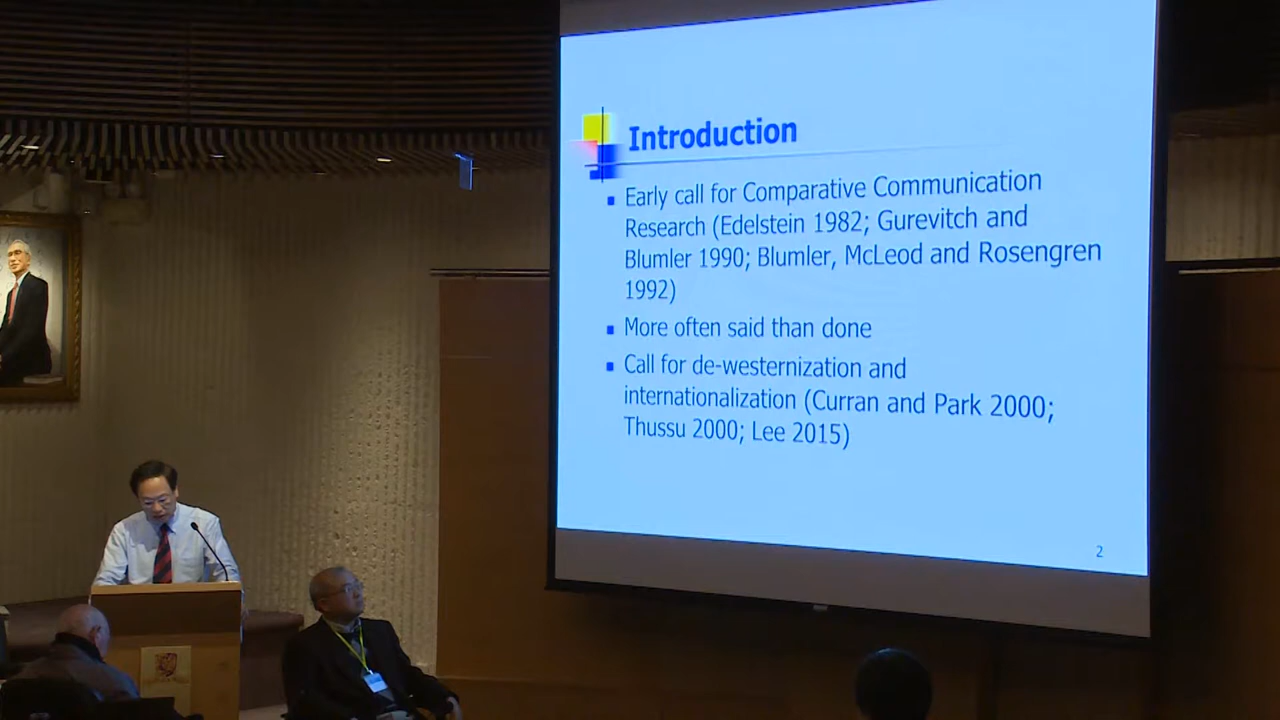 Introduction
Early call for Comparative Communication
Research (Edelstein 1982; Gurevitch and
Blumler 1990; Blumler, McLeod and Rosengren
1992)
More often said than done
Call for de-westernization and
internationalization (Curran and Park 2000;
Thussu 2000; Lee 2015)
2